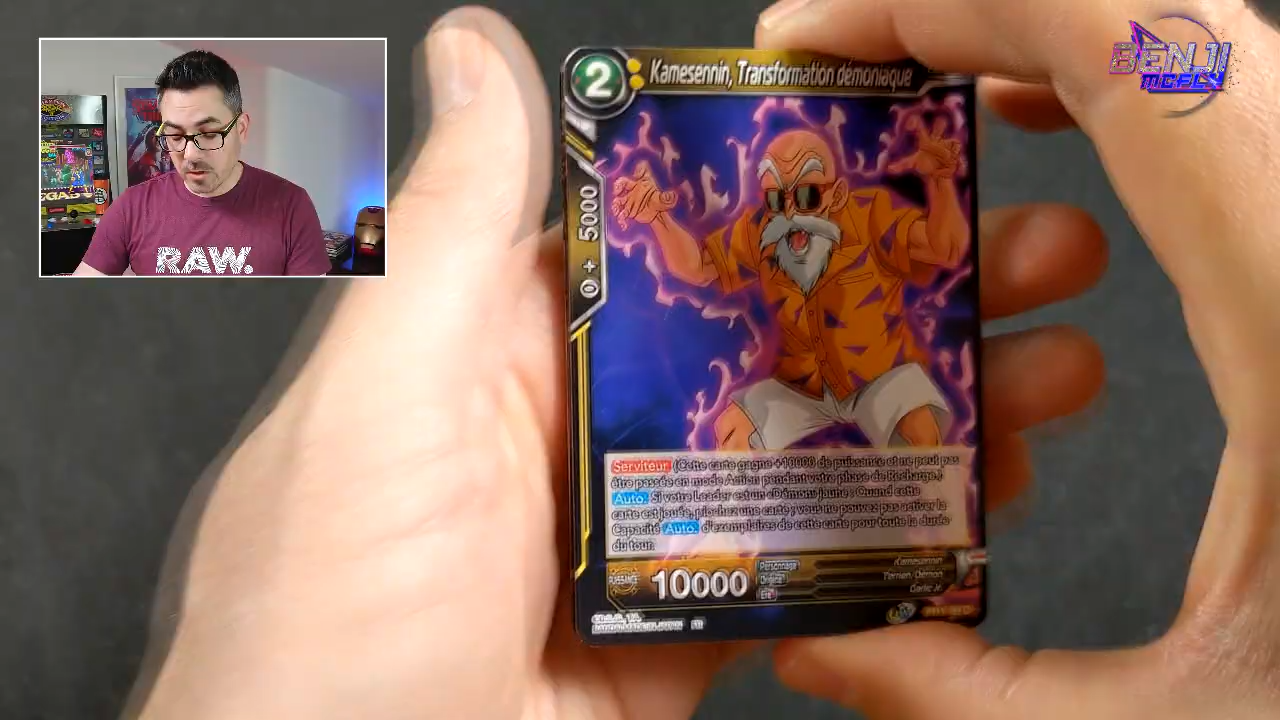 BENJI
MCFLY
RAW.
2
Kamesennin, Transformation démoniaque
0 + 5000
Serviteur (Cette carte gagne +10000 de puissance et ne peut pas
être passée en mode Action pendant votre phase de Recharge.)
Auto. Si votre Leader est un «Démon» jaune : Quand cette
carte est jouée, piochez une carte ; vous ne pouvez pas activer la
Capacité Auto. d'exemplaires de cette carte pour toute la durée
du tour.
PUISSANCE
10000
Personnage Kamesennin
Origine Terrien/Démon
Ère Garlic Jr.